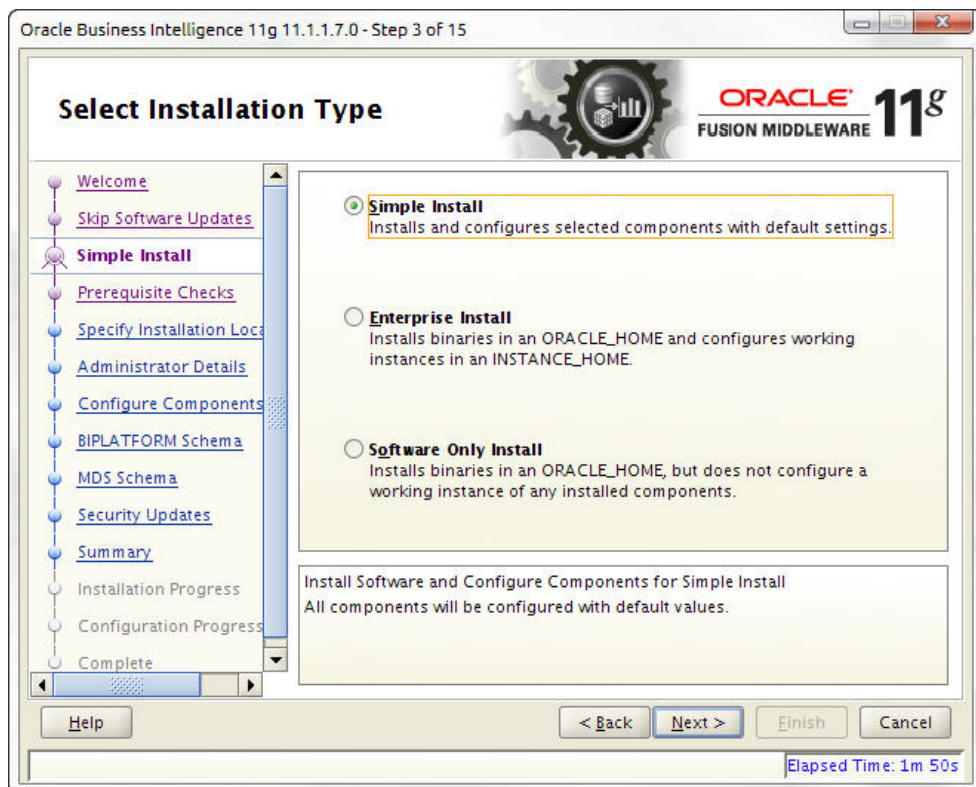 Oracle Business Intelligence 11g 11.1.1.7.0 - Step 3 of 15
Select Installation Type
ORACLE
FUSION MIDDLEWARE
11g
Welcome
Skip Software Updates
Simple Install
Prerequisite Checks
Specify Installation Loca
Administrator Details
Configure Components
BIPLATFORM Schema
MDS Schema
Security Updates
Summary
Installation Progress
Configuration Progress
Complete
Simple Install
Installs and configures selected components with default settings.
Enterprise Install
Installs binaries in an ORACLE_HOME and configures working
instances in an INSTANCE_HOME.
Software Only Install
Installs binaries in an ORACLE_HOME, but does not configure a
working instance of any installed components.
Install Software and Configure Components for Simple Install
All components will be configured with default values.
Help
< Back
Next >
Finish
Cancel
Elapsed Time: 1m 50s